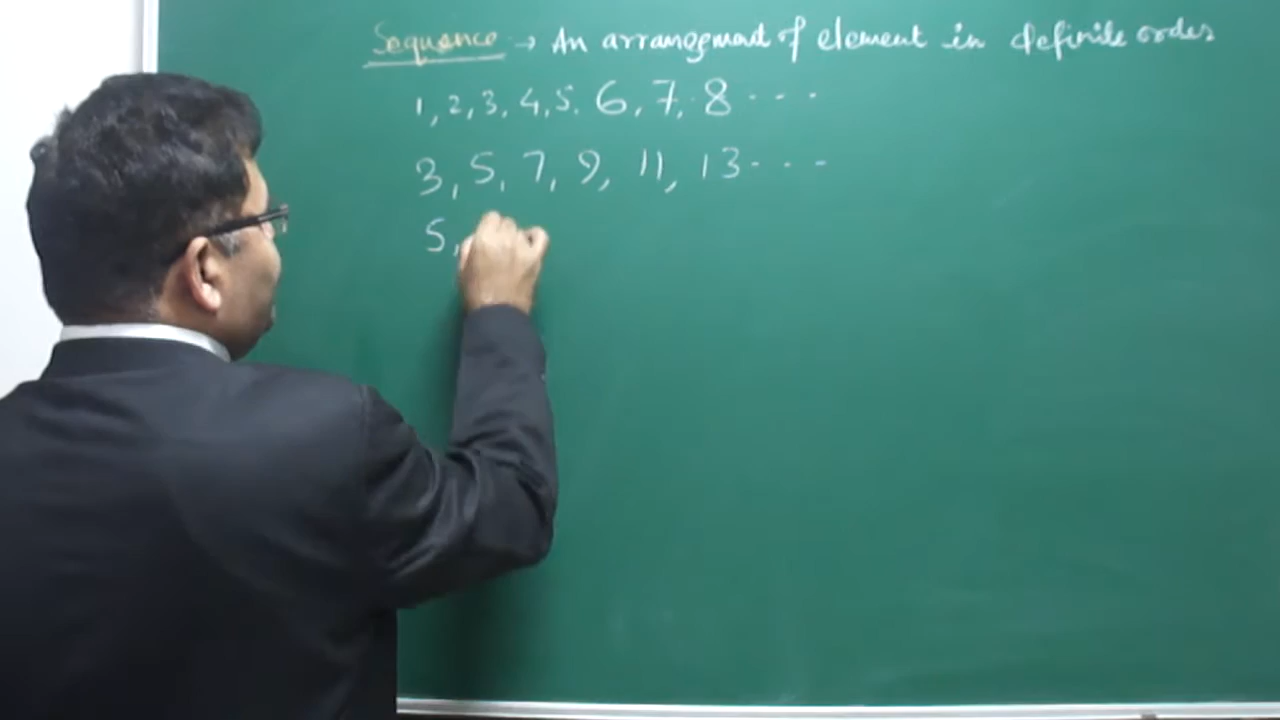 Sequence → An arrangement of element in definite order
1, 2, 3, 4, 5, 6, 7, 8 - - -
3, 5, 7, 9, 11, 13 - - -
5,